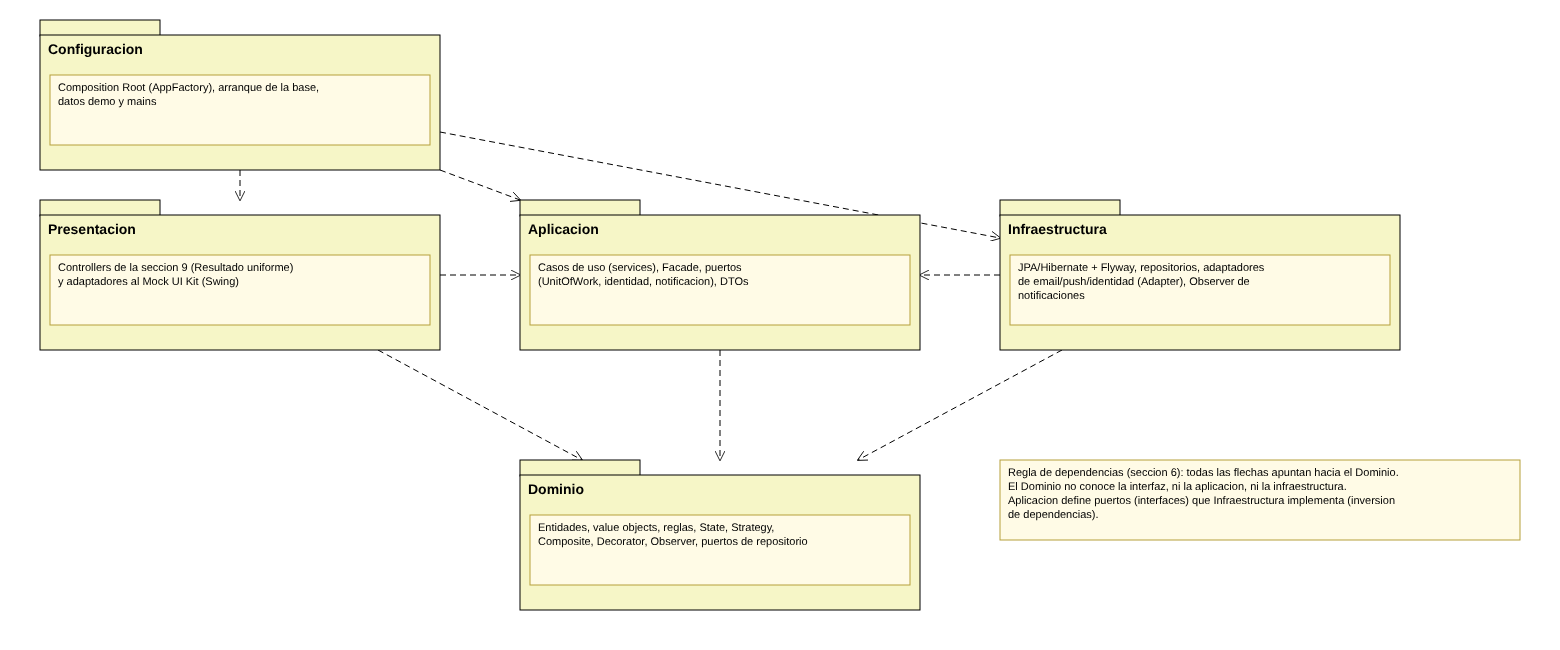 Configuracion
Composition Root (AppFactory), arranque de la base,
datos demo y mains
Presentacion
Controllers de la seccion 9 (Resultado uniforme)
y adaptadores al Mock UI Kit (Swing)
Aplicacion
Casos de uso (services), Facade, puertos
(UnitOfWork, identidad, notificacion), DTOs
Infraestructura
JPA/Hibernate + Flyway, repositorios, adaptadores
de email/push/identidad (Adapter), Observer de
notificaciones
Dominio
Entidades, value objects, reglas, State, Strategy,
Composite, Decorator, Observer, puertos de repositorio
Regla de dependencias (seccion 6): todas las flechas apuntan hacia el Dominio.
El Dominio no conoce la interfaz, ni la aplicacion, ni la infraestructura.
Aplicacion define puertos (interfaces) que Infraestructura implementa (inversion
de dependencias).